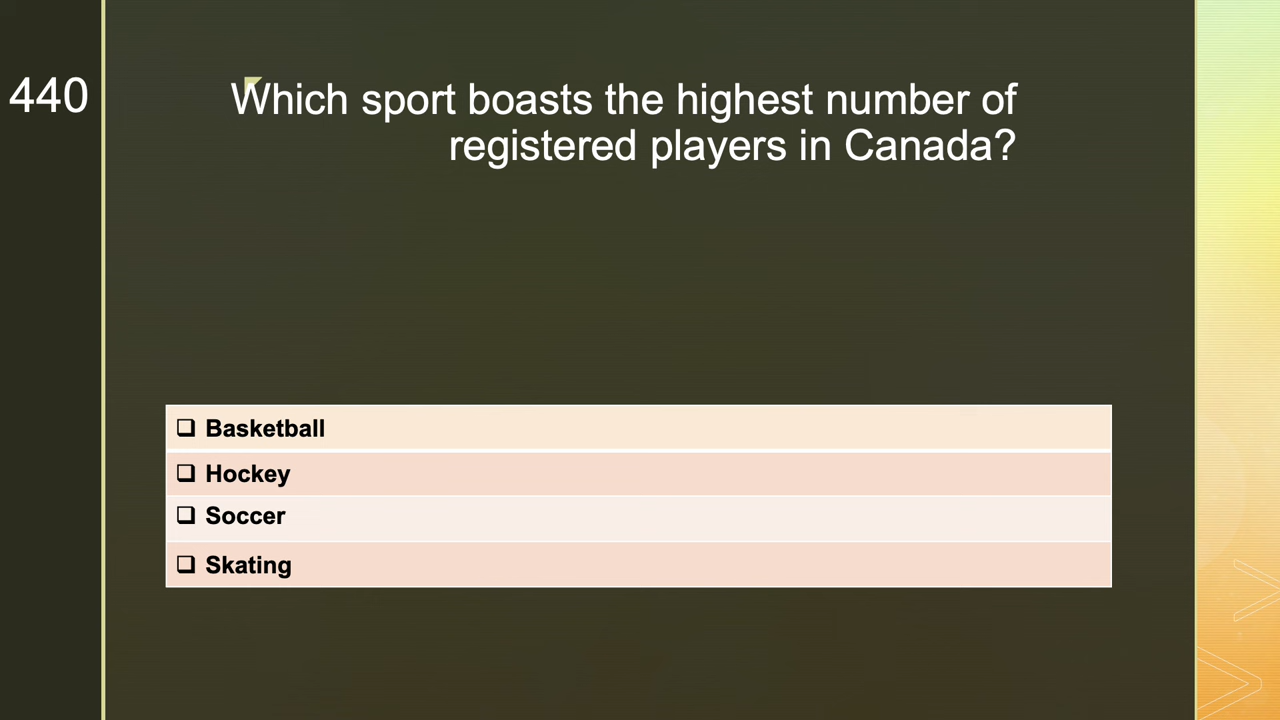 440
Which sport boasts the highest number of
registered players in Canada?
❑ Basketball
❑ Hockey
❑ Soccer
❑ Skating